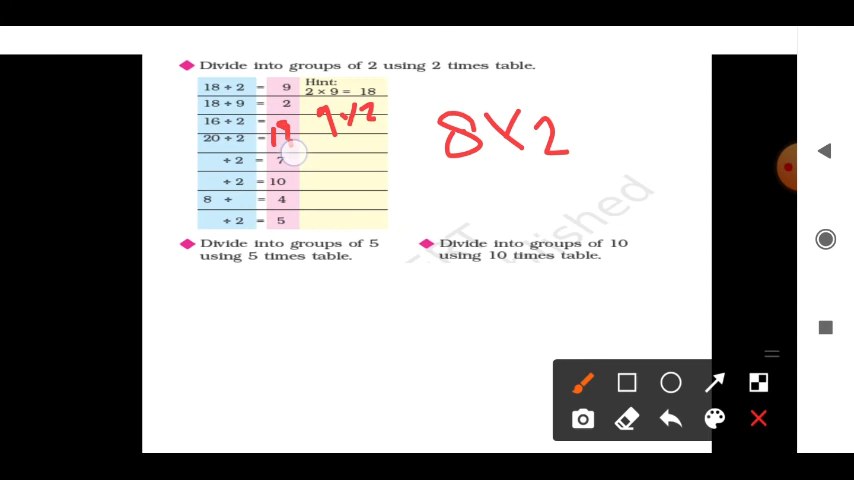 Divide into groups of 2 using 2 times table.
18 ÷ 2 = 9 Hint:
2 × 9 = 18
18 ÷ 9 = 2
16 ÷ 2 =
20 ÷ 2 =
÷ 2 = 7
÷ 2 = 10
8 ÷ = 4
÷ 2 = 5
8 × 2
Divide into groups of 5
using 5 times table.
Divide into groups of 10
using 10 times table.